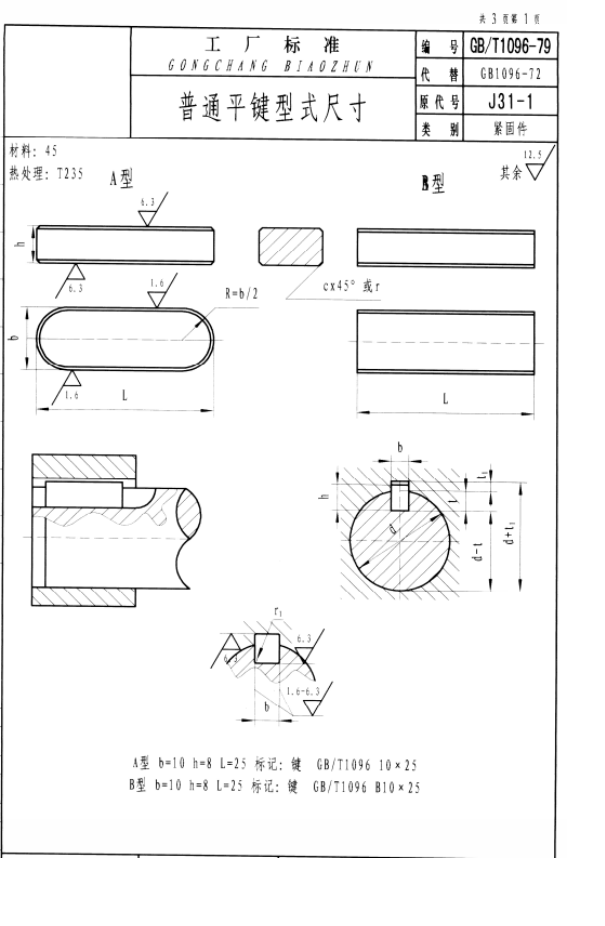 共 3 页第 1 页
工 厂 标 准
GONGCHANG BIAOZHUN
普通平键型式尺寸
编 号 GB/T1096-79
代 替 GB1096-72
原代号 J31-1
类 别 紧固件
材料: 45
热处理: T235
A型
B型
其余 12.5
6.3
h
6.3
1.6
R=b/2
cx45° 或r
b
1.6
L
L
b
h
t
t₁
d
d-t
d+t₁
r₁
6.3
6.3
1.6-6.3
b
A型 b=10 h=8 L=25 标记: 键 GB/T1096 10×25
B型 b=10 h=8 L=25 标记: 键 GB/T1096 B10×25